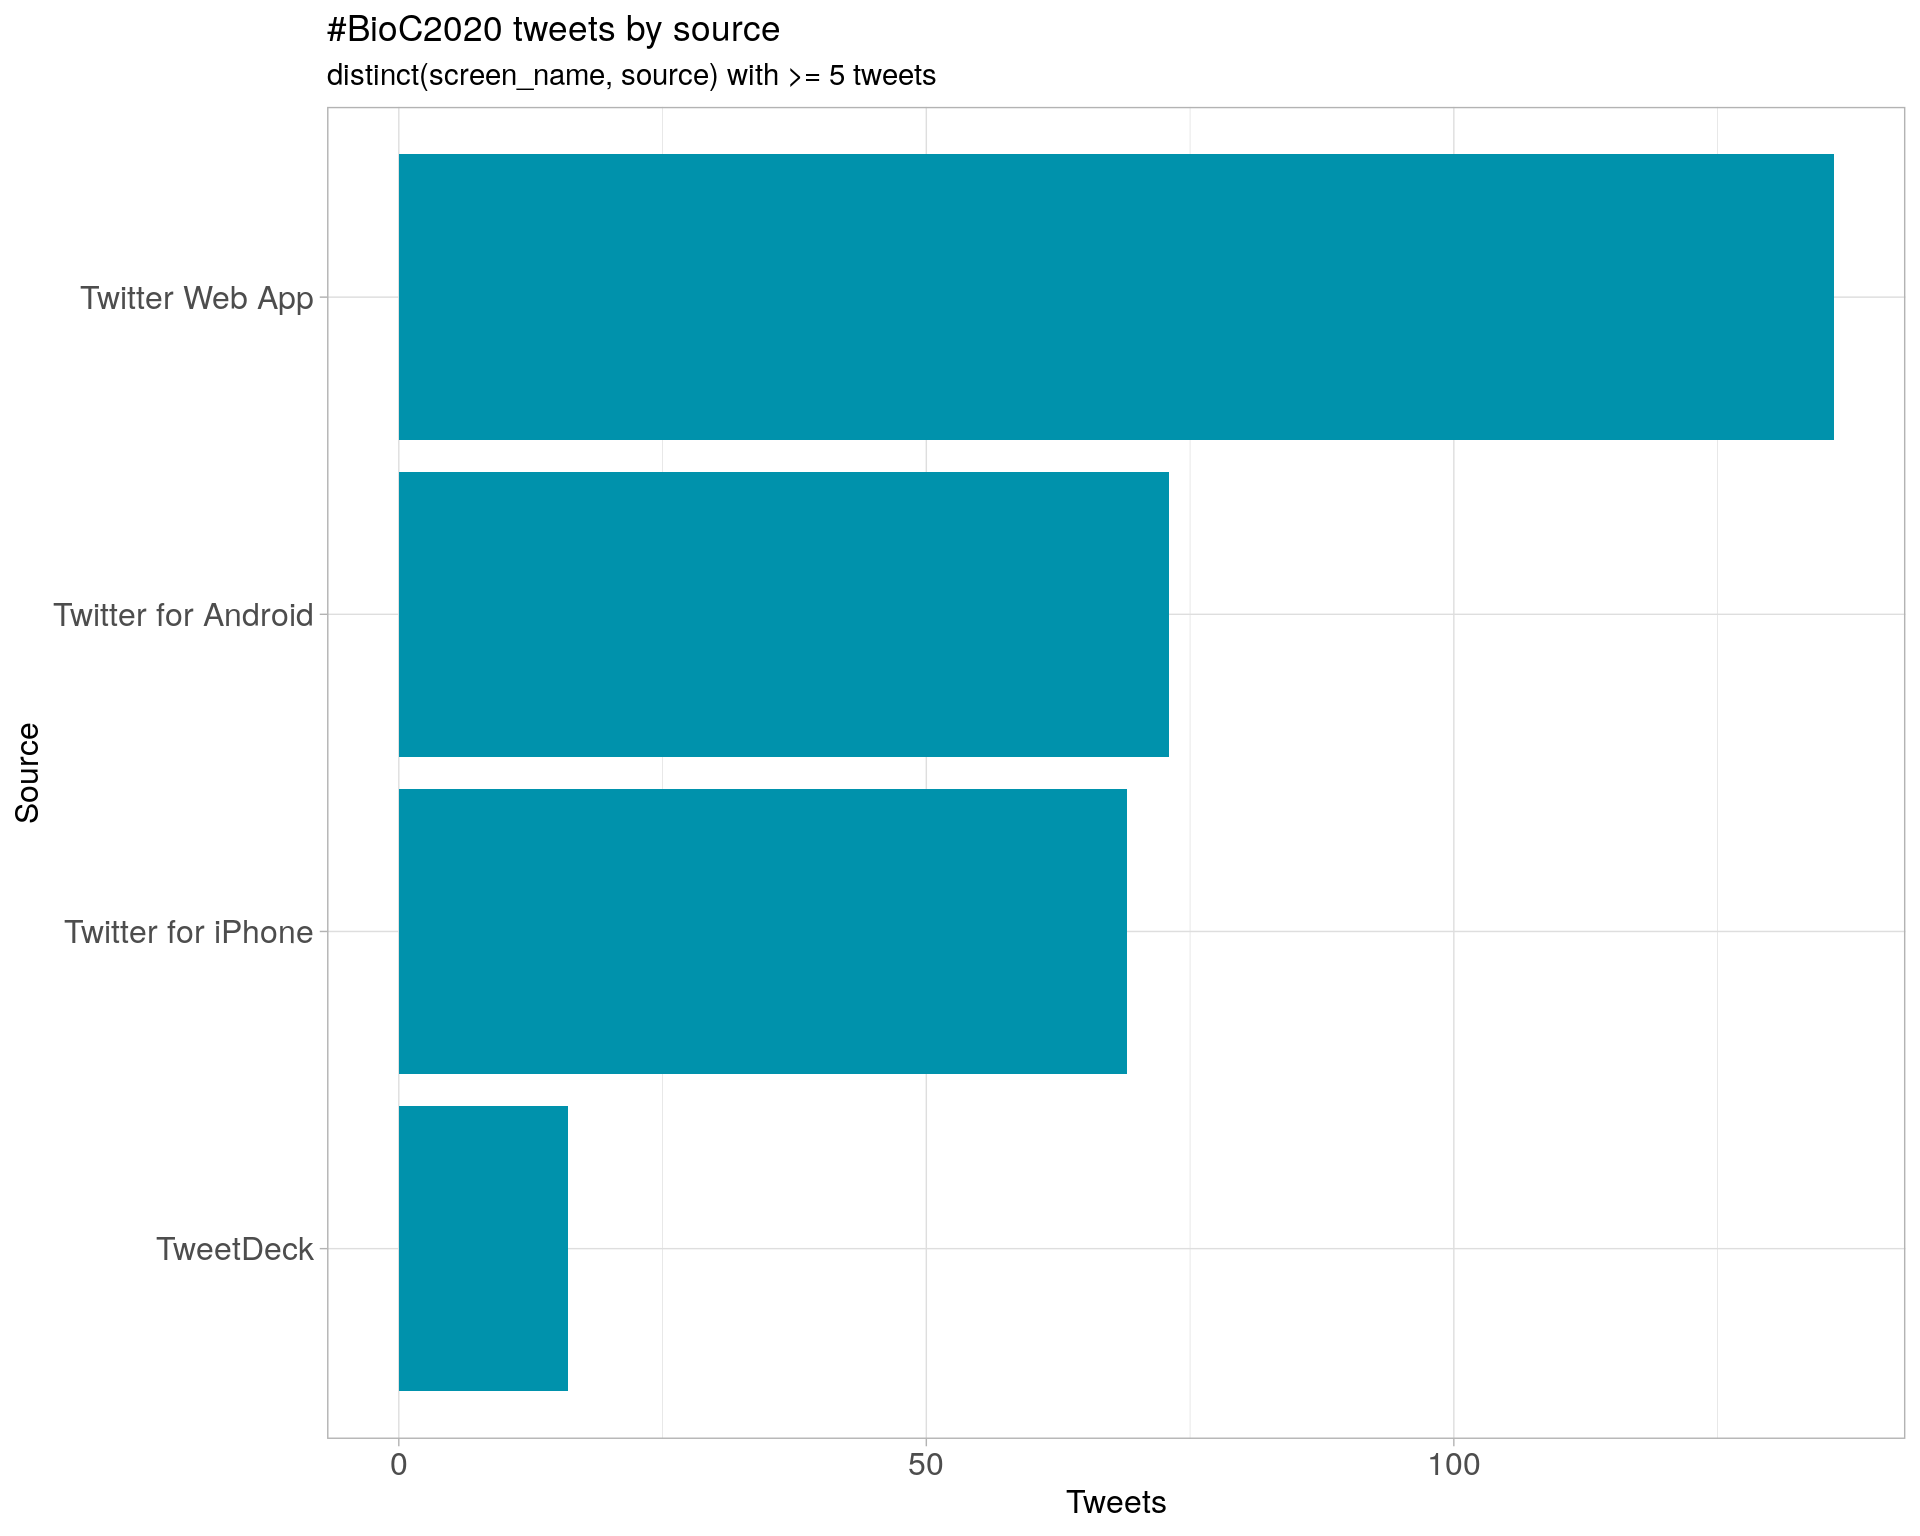 #BioC2020 tweets by source
distinct(screen_name, source) with >= 5 tweets
Source
Twitter Web App
Twitter for Android
Twitter for iPhone
TweetDeck
0 50 100
Tweets